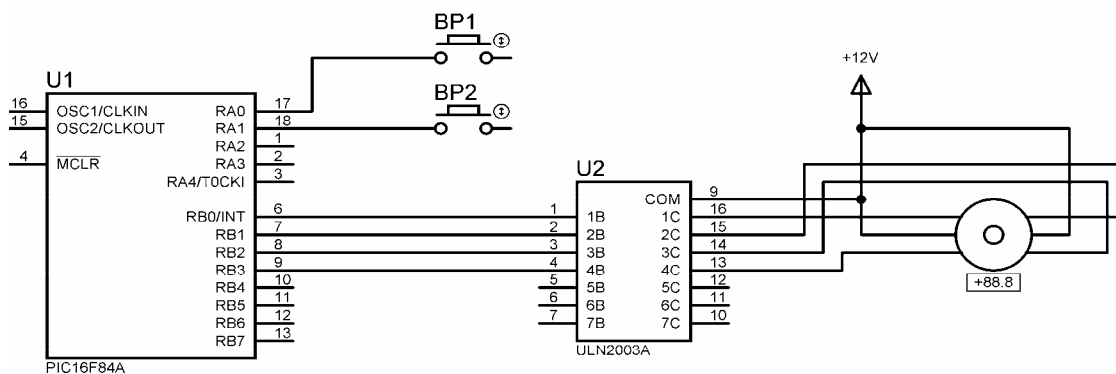 BP1
BP2
+12V
U1
16 OSC1/CLKIN RA0 17
15 OSC2/CLKOUT RA1 18
RA2 1
4 MCLR RA3 2
RA4/T0CKI 3
RB0/INT 6
RB1 7
RB2 8
RB3 9
RB4 10
RB5 11
RB6 12
RB7 13
PIC16F84A
U2
COM 9
1 1B 1C 16
2 2B 2C 15
3 3B 3C 14
4 4B 4C 13
5 5B 5C 12
6 6B 6C 11
7 7B 7C 10
ULN2003A
+88.8